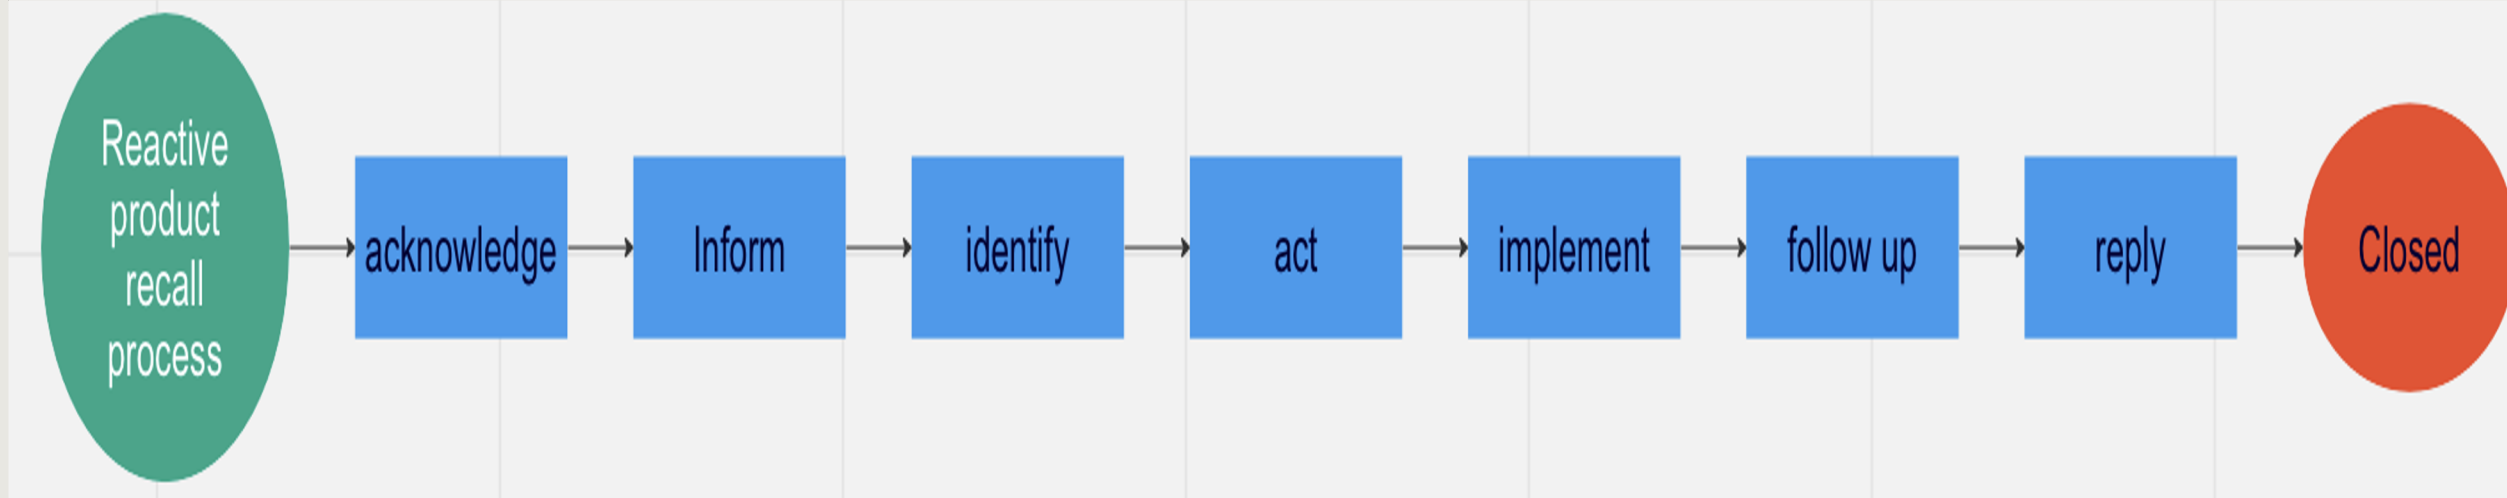 Reactive
product
recall
process
acknowledge
Inform
identify
act
implement
follow up
reply
Closed